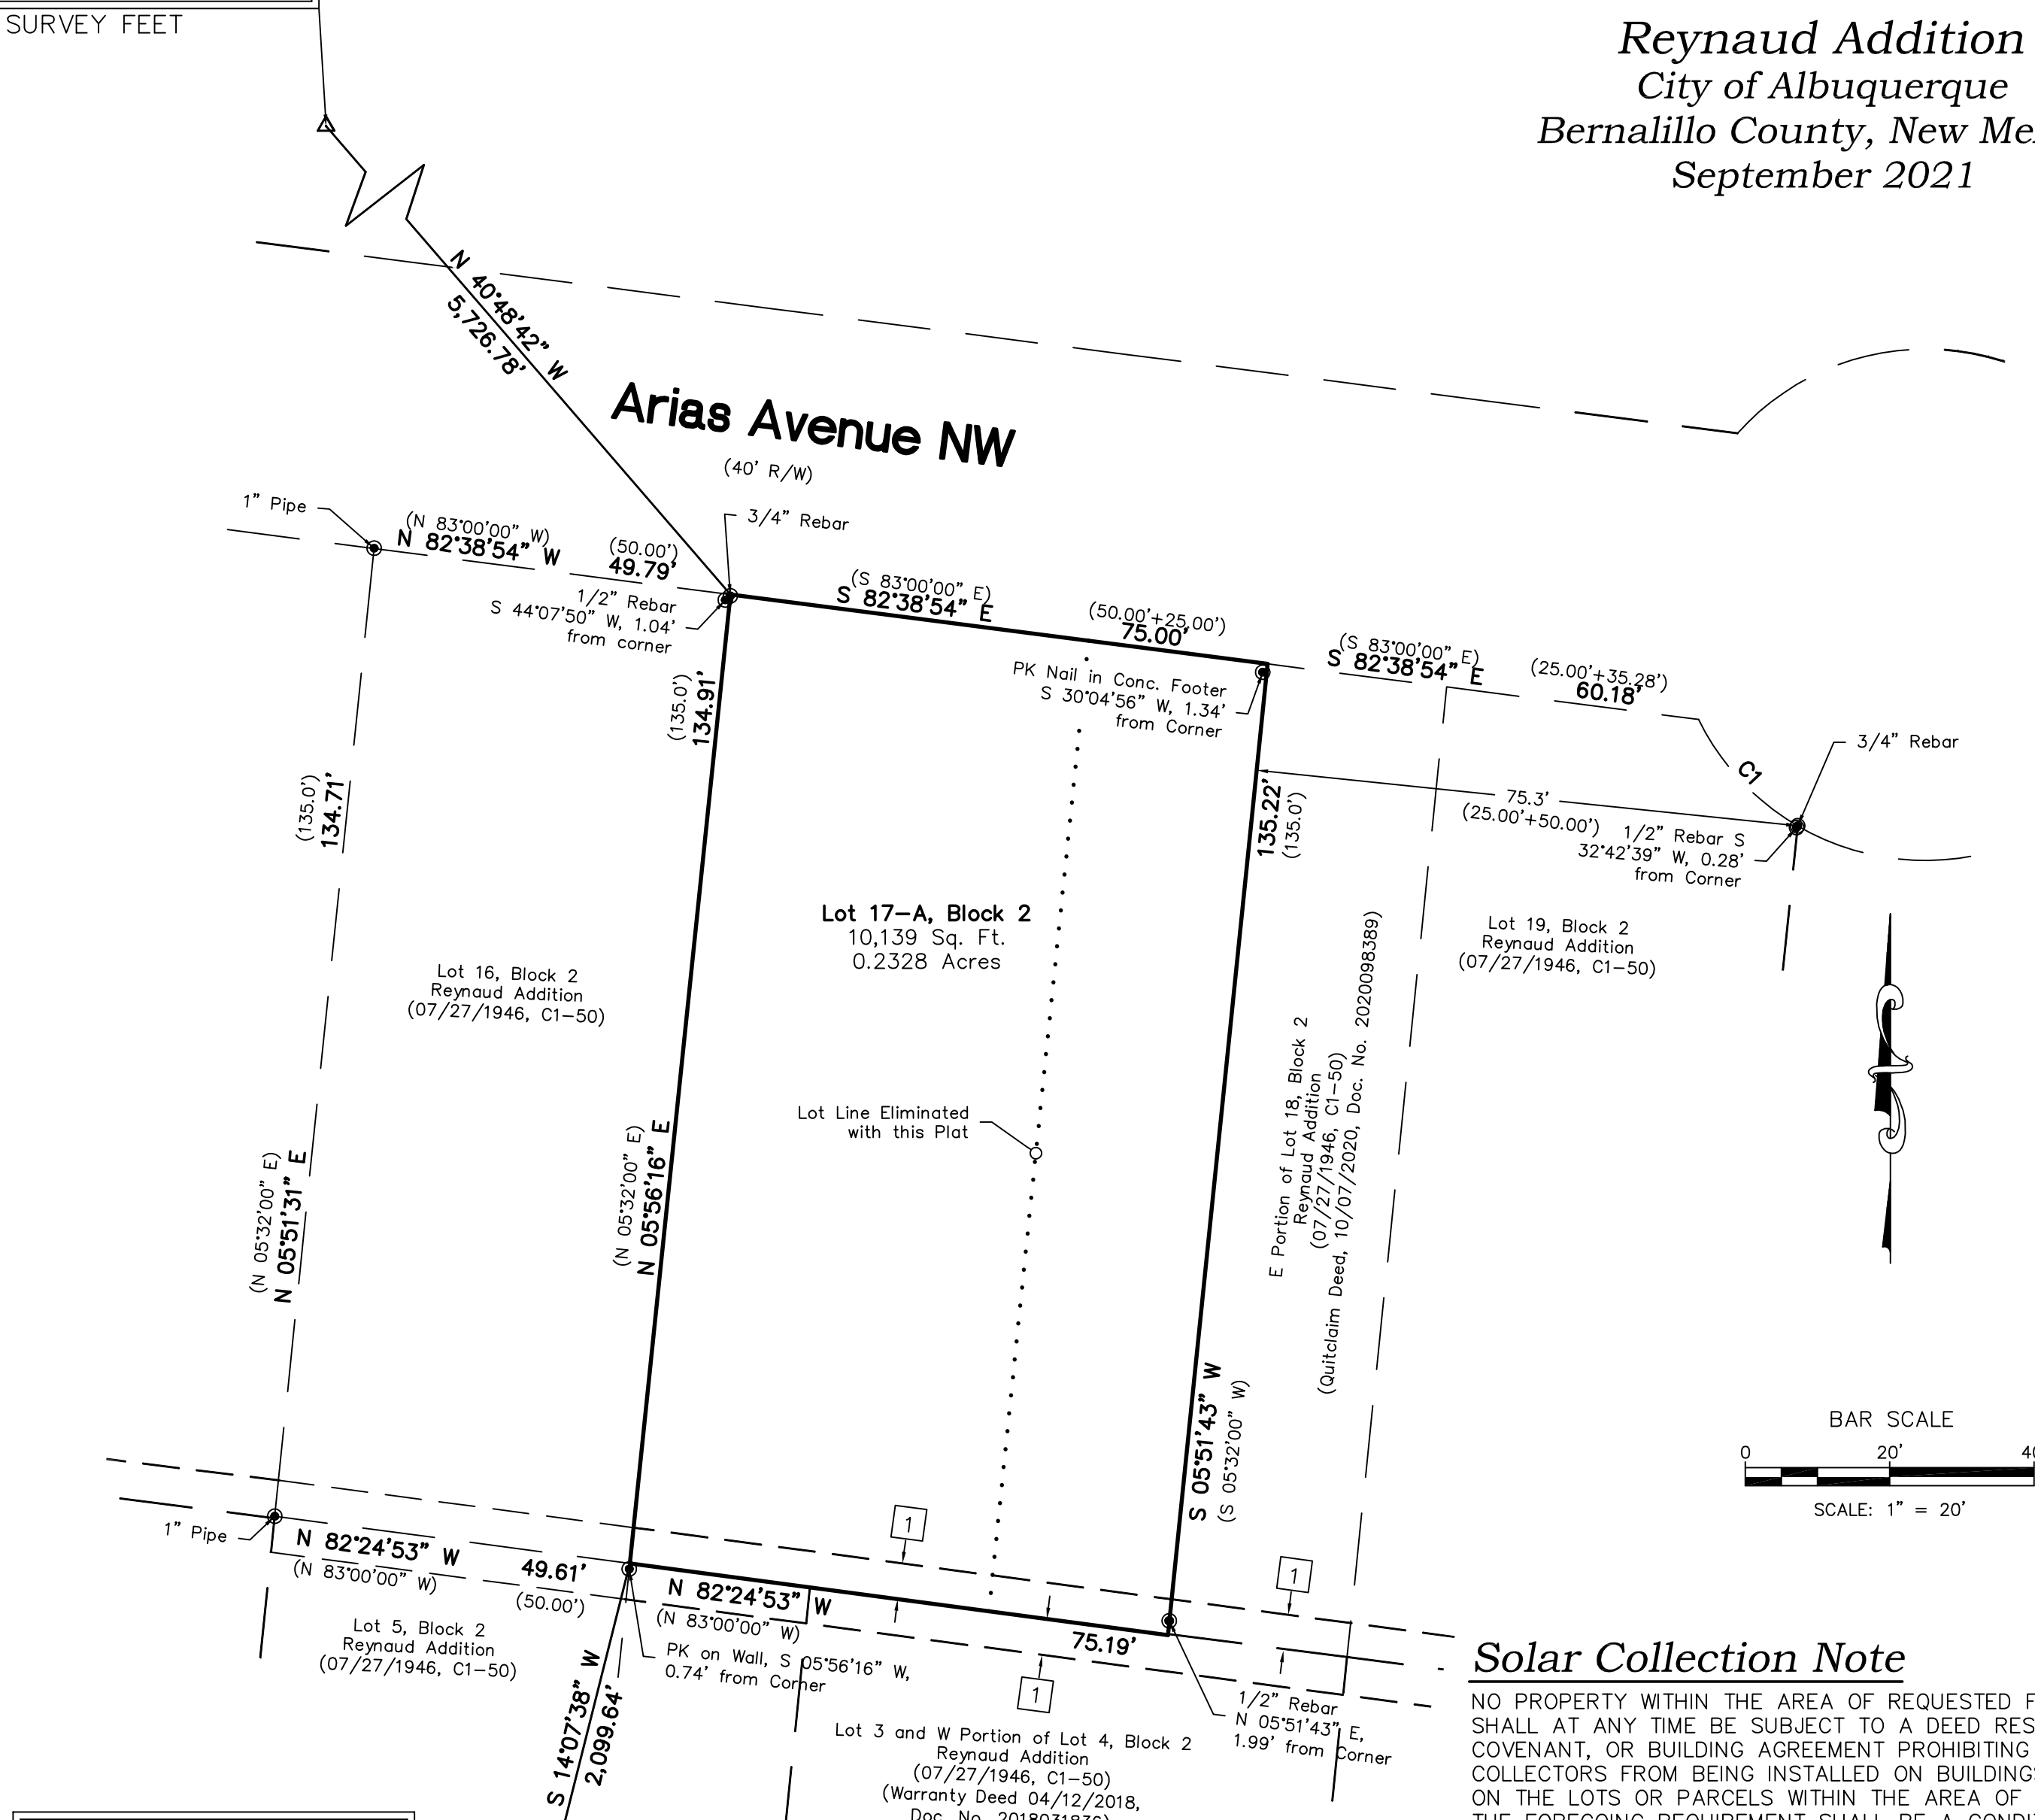 SURVEY FEET
Reynaud Addition
City of Albuquerque
Bernalillo County, New
September 2021
N 40°48'42" W
5,726.78'
Arias Avenue NW
(40' R/W)
1" Pipe
(N 83°00'00" W)
N 82°38'54" W
(50.00')
49.79'
3/4" Rebar
1/2" Rebar
S 44°07'50" W, 1.04'
from corner
(S 83°00'00" E)
S 82°38'54" E
(50.00'+25.00')
75.00'
PK Nail in Conc. Footer
S 30°04'56" W, 1.34'
from Corner
(S 83°00'00" E)
S 82°38'54" E
(25.00'+35.28')
60.18'
C1
3/4" Rebar
75.3'
(25.00'+50.00')
1/2" Rebar S
32°42'39" W, 0.28'
from Corner
(135.0')
134.71'
(135.0')
134.91'
135.22'
(135.0')
Lot 17-A, Block 2
10,139 Sq. Ft.
0.2328 Acres
Lot 16, Block 2
Reynaud Addition
(07/27/1946, C1-50)
Lot 19, Block 2
Reynaud Addition
(07/27/1946, C1-50)
E Portion of Lot 18, Block 2
Reynaud Addition
(07/27/1946, C1-50)
(Quitclaim Deed, 10/07/2020, Doc. No. 2020098389)
Lot Line Eliminated
with this Plat
(N 05°32'00" E)
N 05°51'31" E
(N 05°32'00" E)
N 05°56'16" E
S 05°51'43" W
(S 05°32'00" W)
BAR SCALE
0 20'
SCALE: 1" = 20'
1" Pipe
N 82°24'53" W
(N 83°00'00" W)
49.61'
(50.00')
1
1
1
N 82°24'53" W
(N 83°00'00" W)
75.19'
Lot 5, Block 2
Reynaud Addition
(07/27/1946, C1-50)
PK on Wall, S 05°56'16" W,
0.74' from Corner
S 14°07'38" W
2,099.64'
1/2" Rebar
N 05°51'43" E,
1.99' from Corner
Lot 3 and W Portion of Lot 4, Block 2
Reynaud Addition
(07/27/1946, C1-50)
(Warranty Deed 04/12/2018,
Doc. No.
Solar Collection Note
NO PROPERTY WITHIN THE AREA OF REQUESTED F
SHALL AT ANY TIME BE SUBJECT TO A DEED RES
COVENANT, OR BUILDING AGREEMENT PROHIBITING
COLLECTORS FROM BEING INSTALLED ON BUILDING
ON THE LOTS OR PARCELS WITHIN THE AREA OF
THE FOREGOING REQUIREMENT SHALL BE A